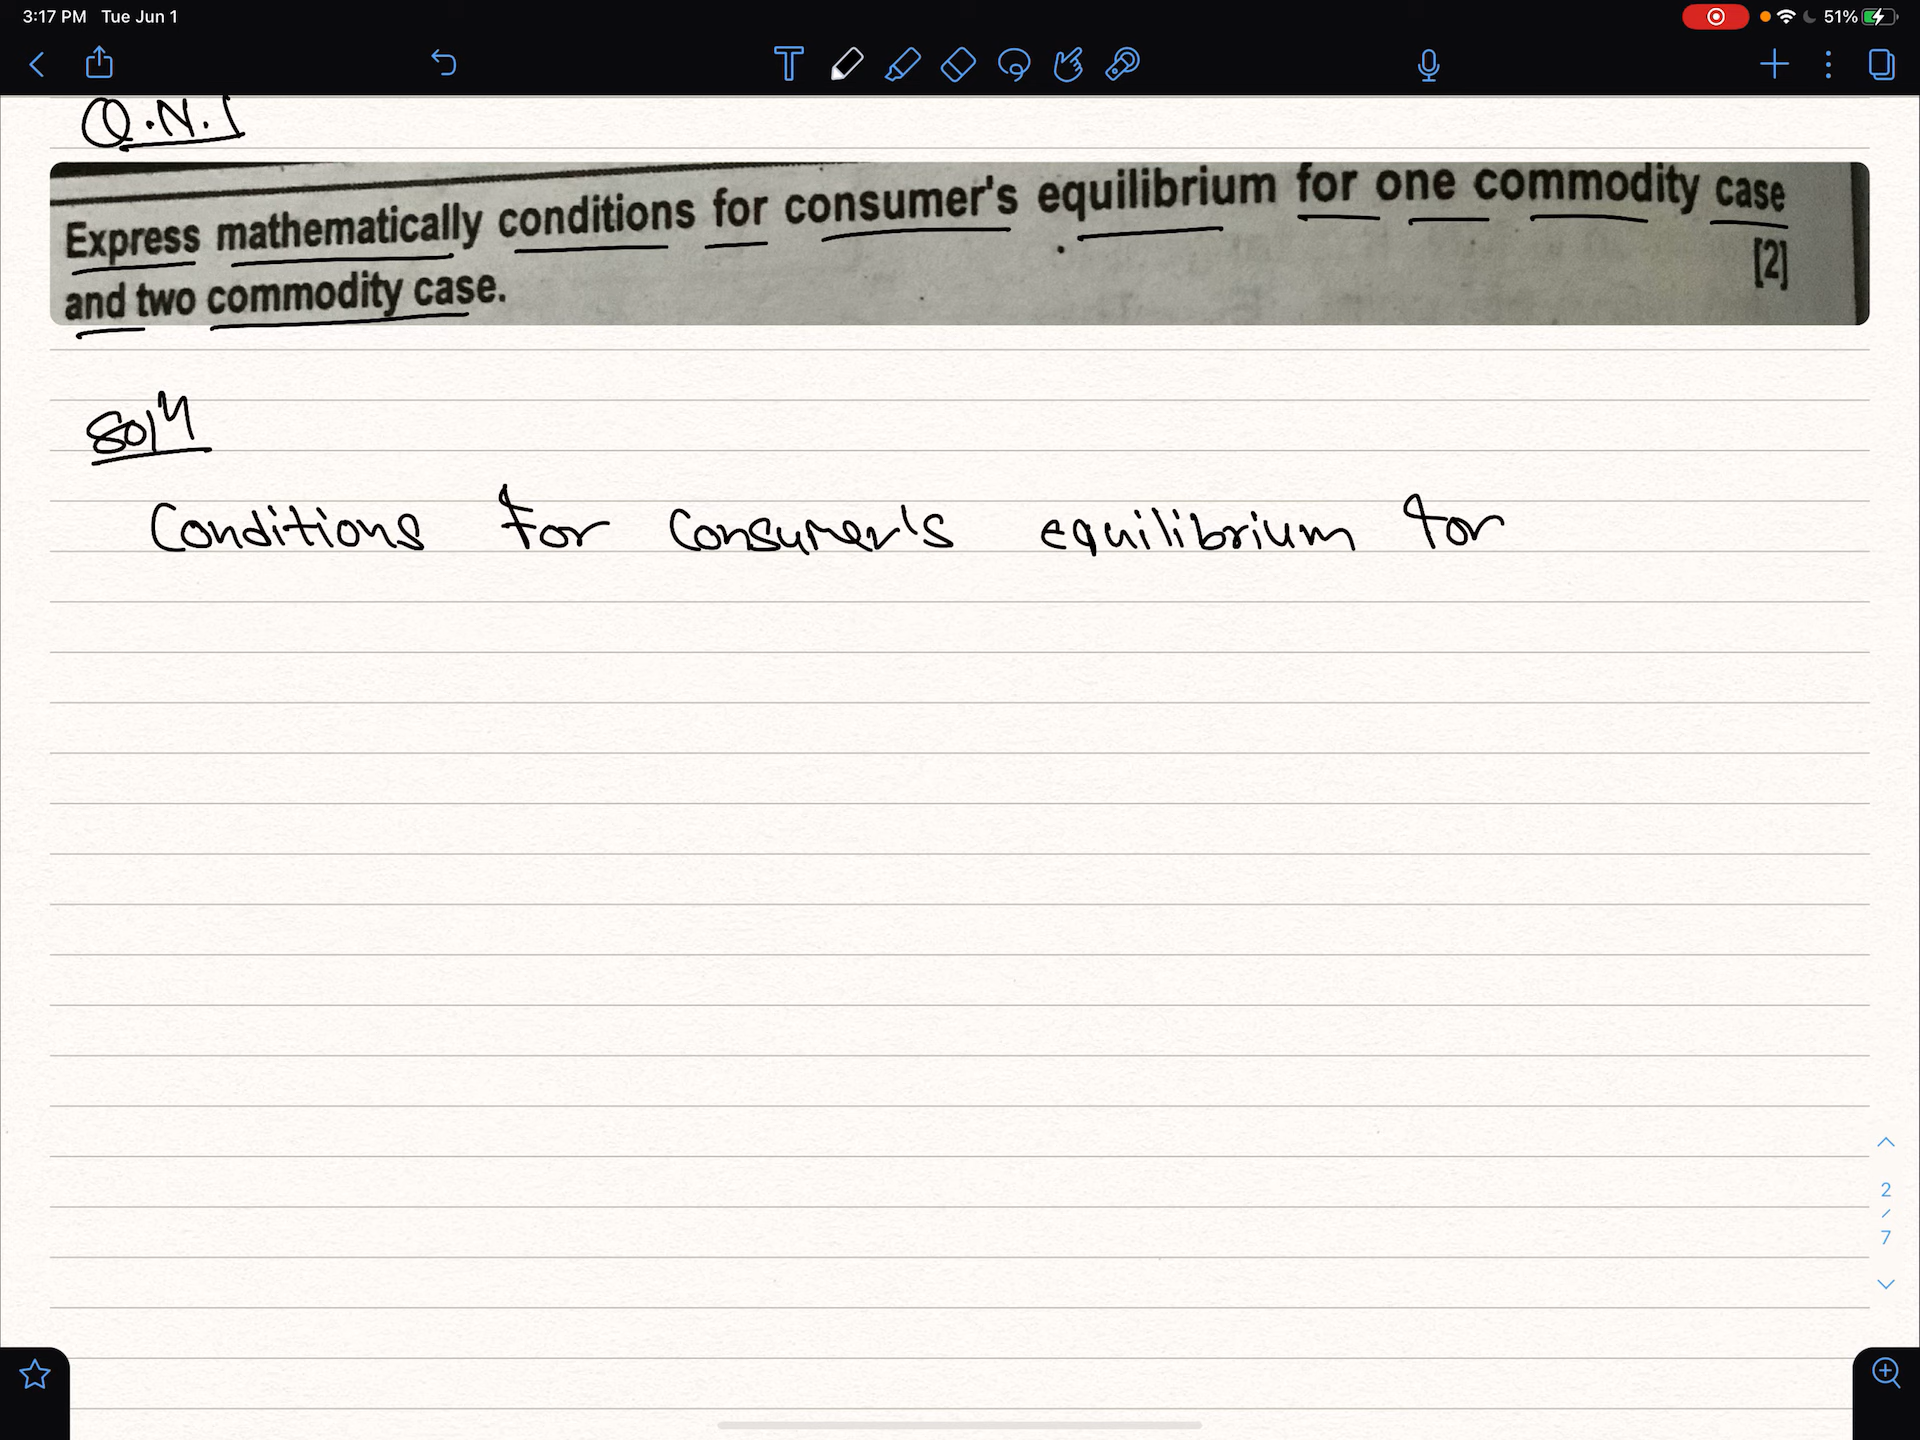 3:17 PM Tue Jun 1
51%
Q.N.1
Express mathematically conditions for consumer's equilibrium for one commodity case
[2]
and two commodity case.
Solⁿ
Conditions for Consumer's equilibrium for
2
/
7